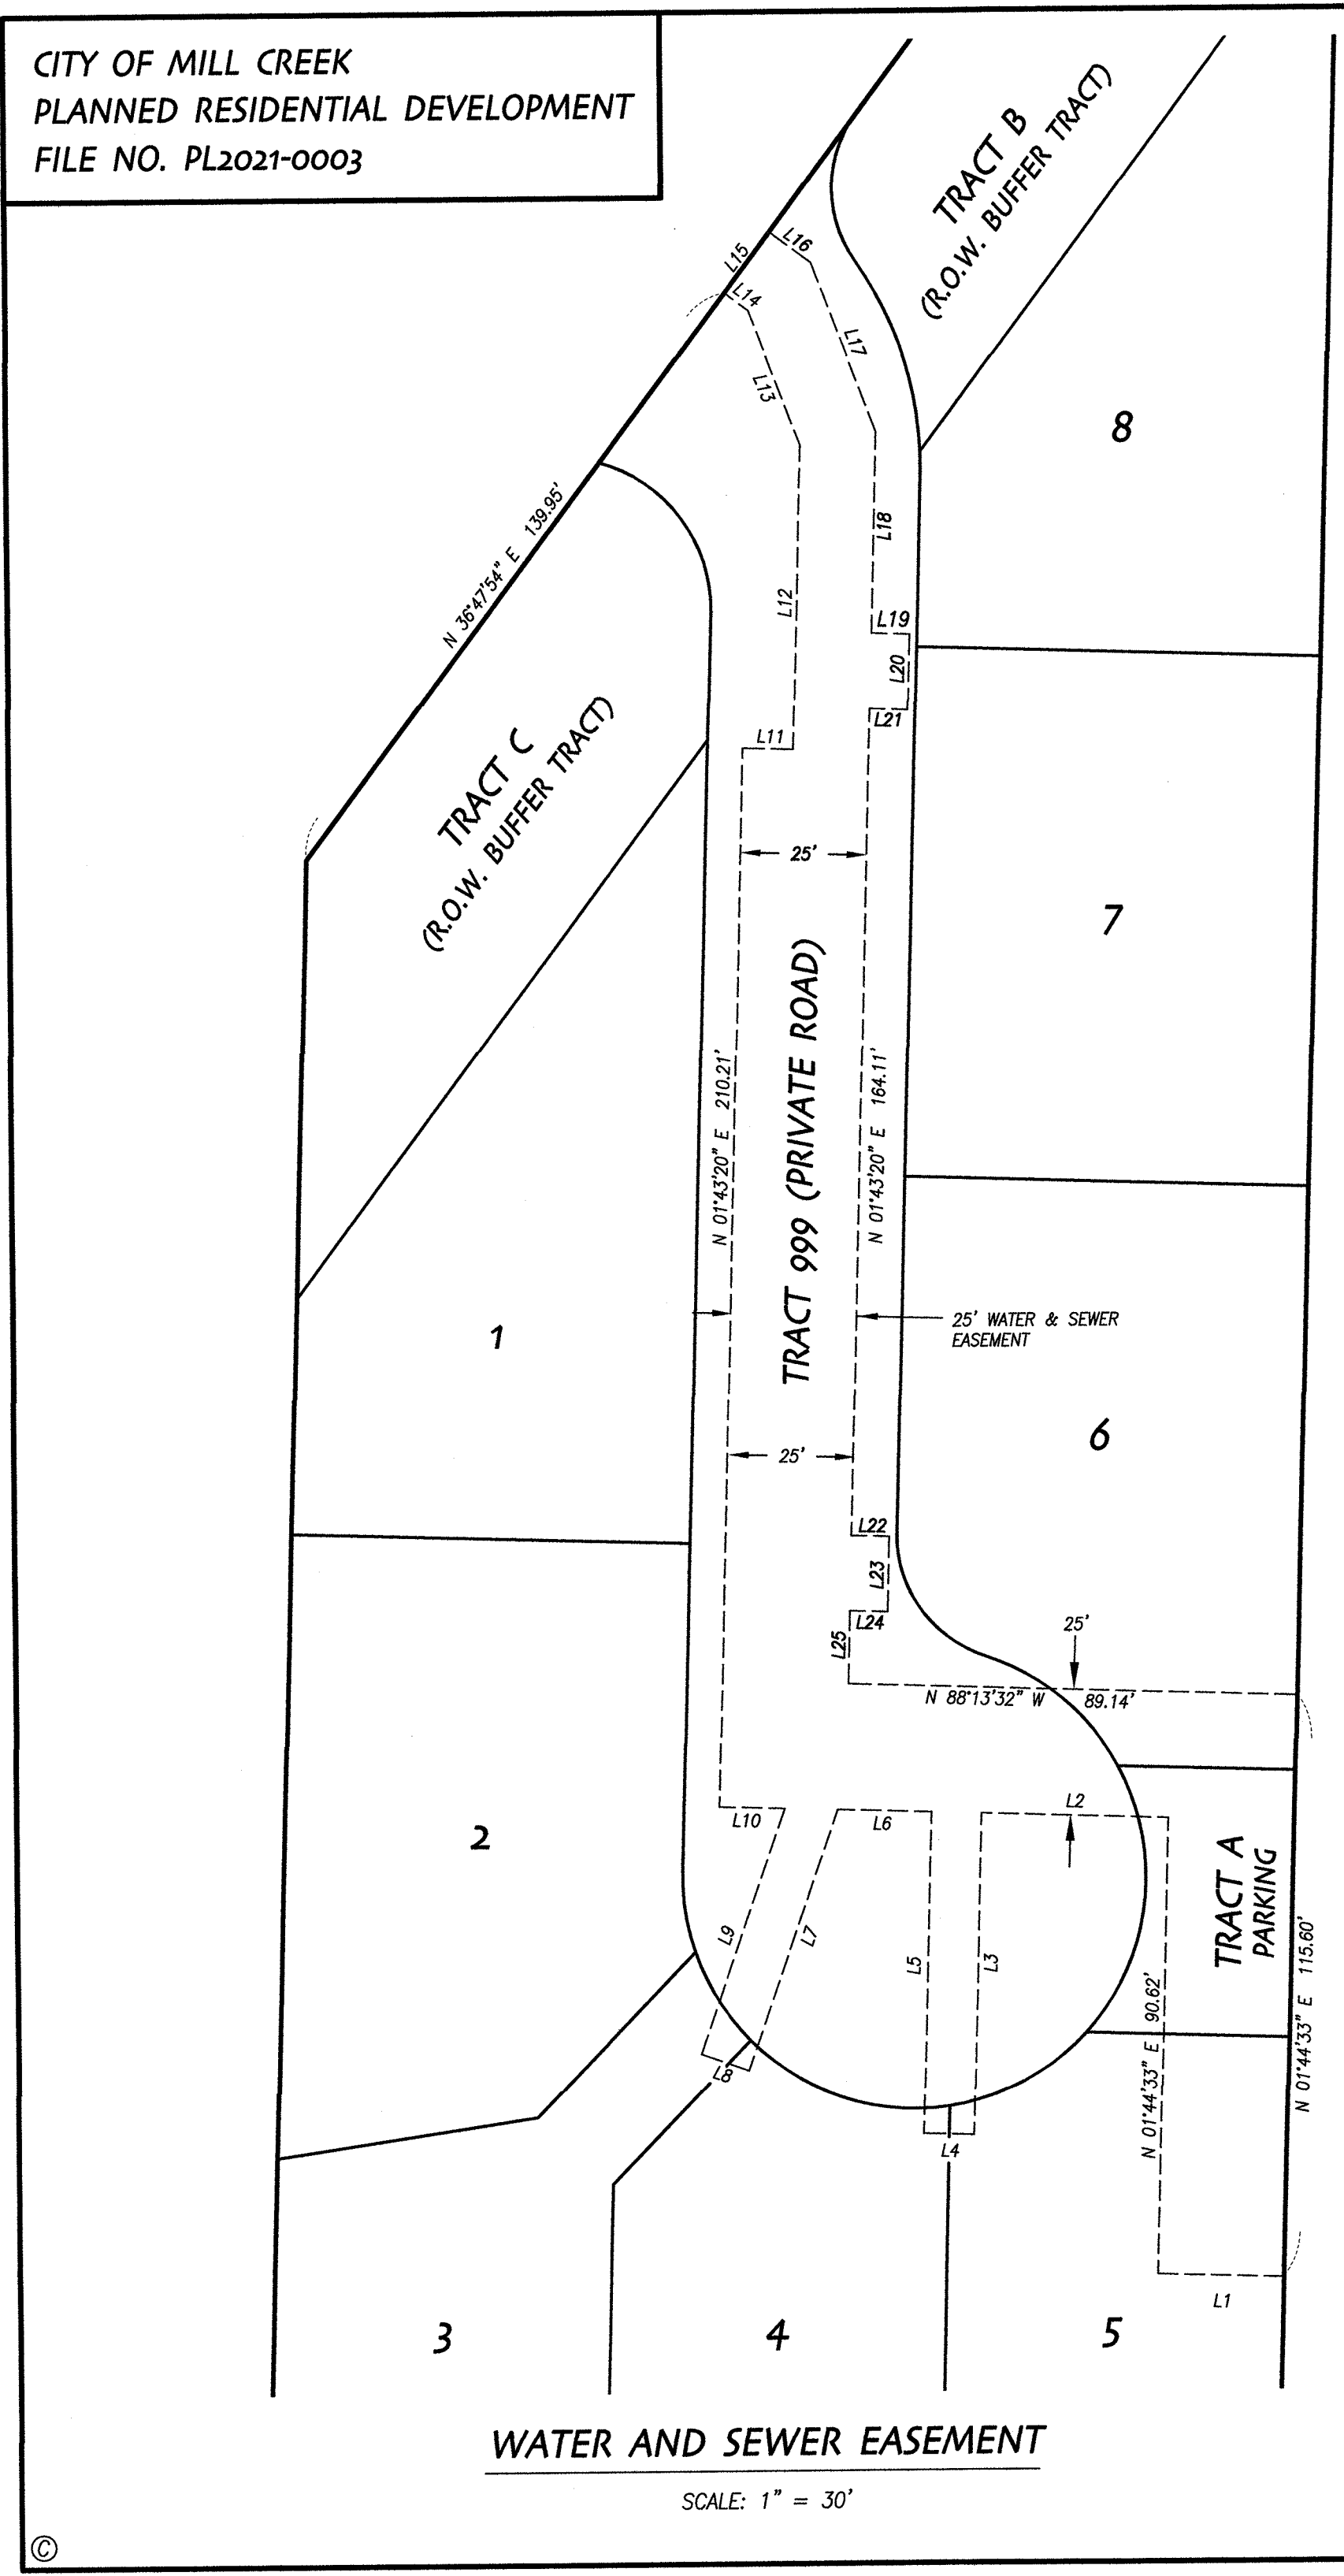 CITY OF MILL CREEK
PLANNED RESIDENTIAL DEVELOPMENT
FILE NO. PL2021-0003
TRACT B
(R.O.W. BUFFER TRACT)
L16
L15
L14
L17
L13
8
N 36°47'54" E 139.95'
L18
L12
L19
L20
L21
L11
TRACT C
(R.O.W. BUFFER TRACT)
25'
7
TRACT 999 (PRIVATE ROAD)
N 01°43'20" E 210.21'
N 01°43'20" E 164.11'
25' WATER & SEWER
EASEMENT
1
6
25'
L22
L23
L24
L25
25'
N 88°13'32" W 89.14'
L2
L10
L6
2
TRACT A
PARKING
L9
L7
L5
L3
N 01°44'33" E 90.62'
N 01°44'33" E 115.60'
L8
L4
L1
3
4
5
WATER AND SEWER EASEMENT
SCALE: 1" = 30'
©